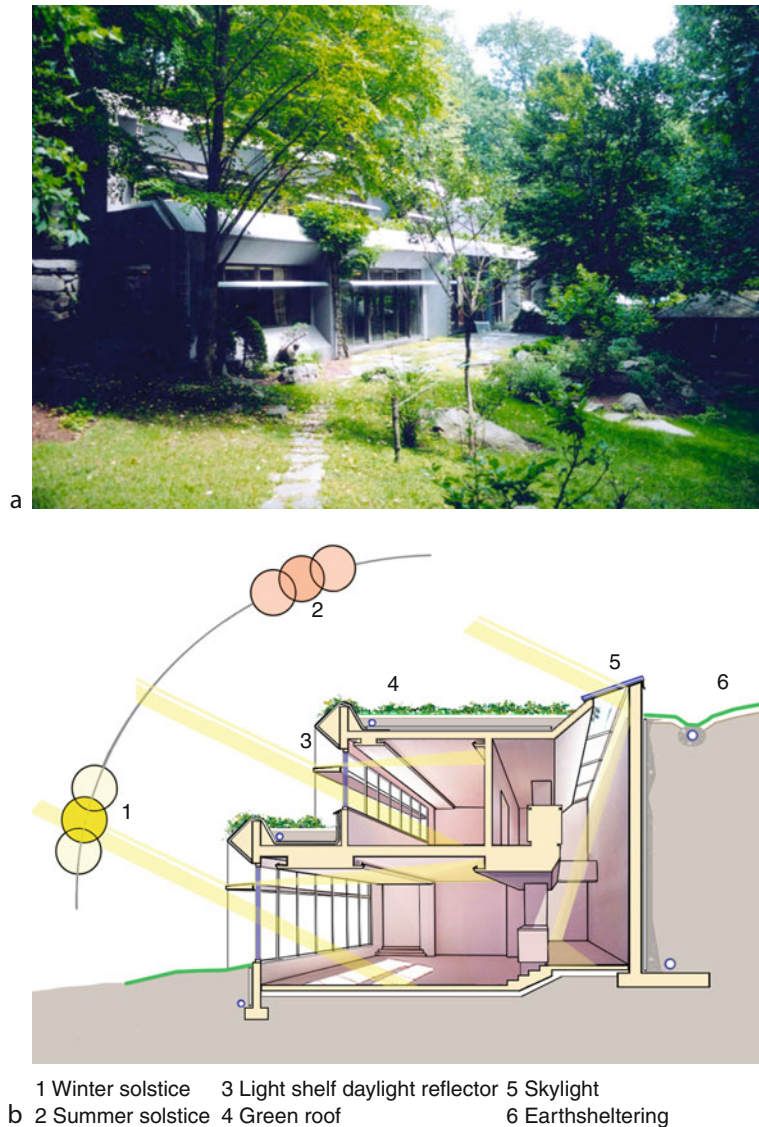 a
2
5
4
6
3
1
1 Winter solstice 3 Light shelf daylight reflector 5 Skylight
b 2 Summer solstice 4 Green roof 6 Earthsheltering